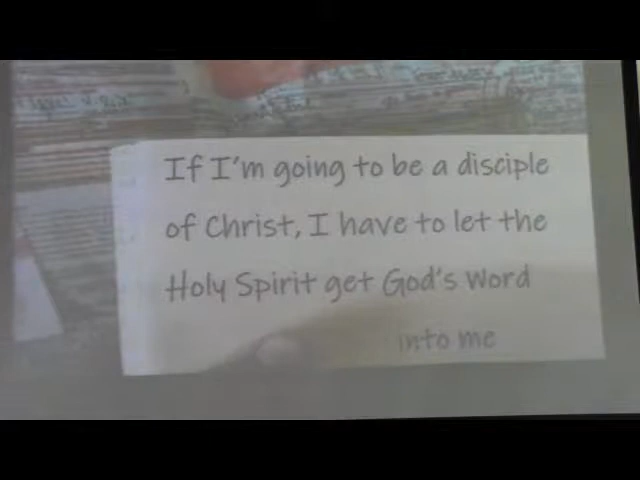 If I'm going to be a disciple
of Christ, I have to let the
Holy Spirit get God's Word
into me